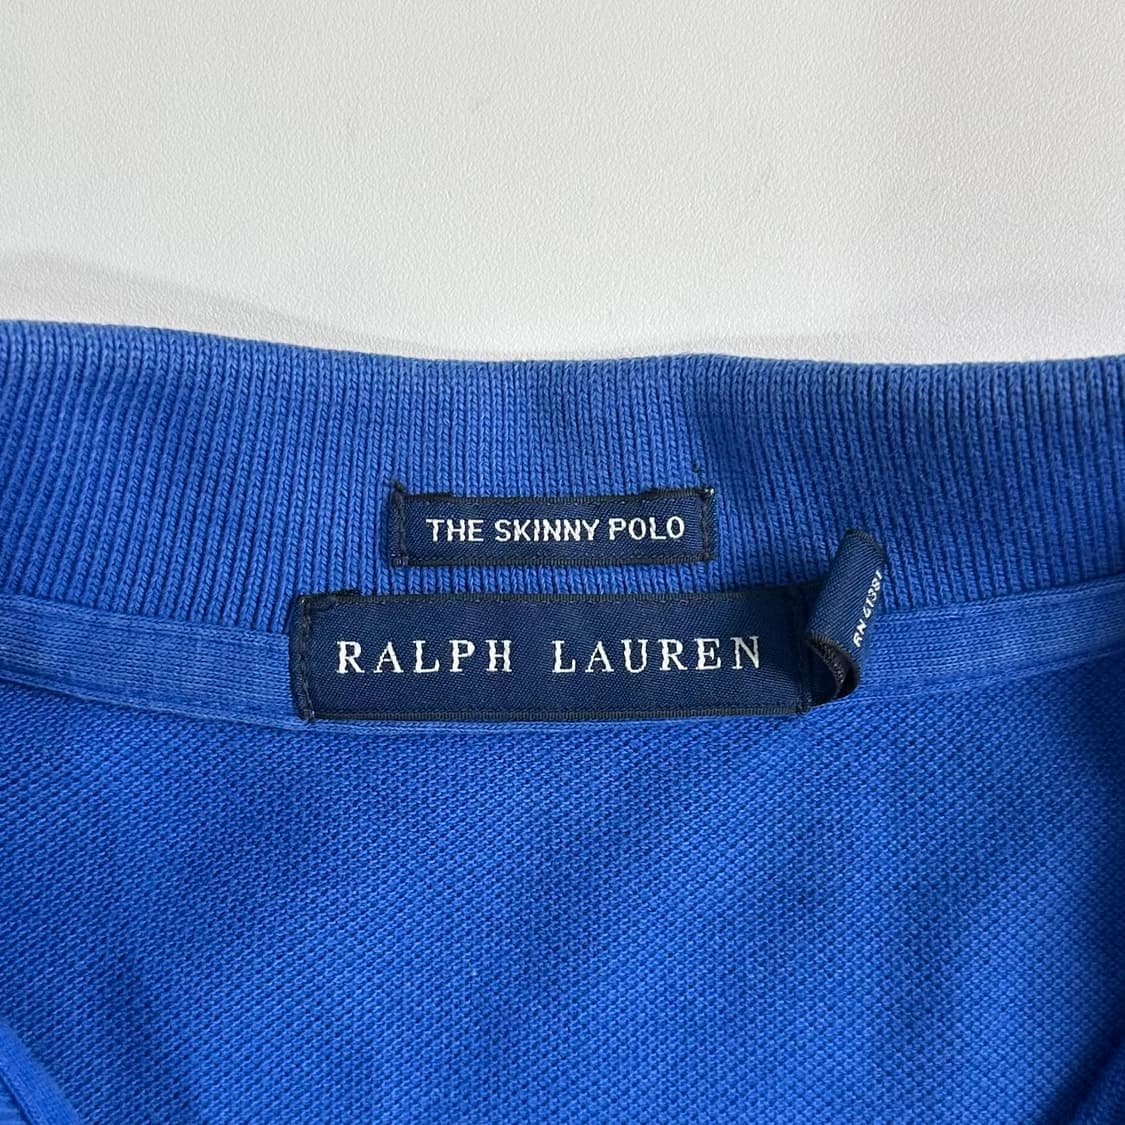 THE SKINNY POLO
RALPH LAUREN
RN 41381